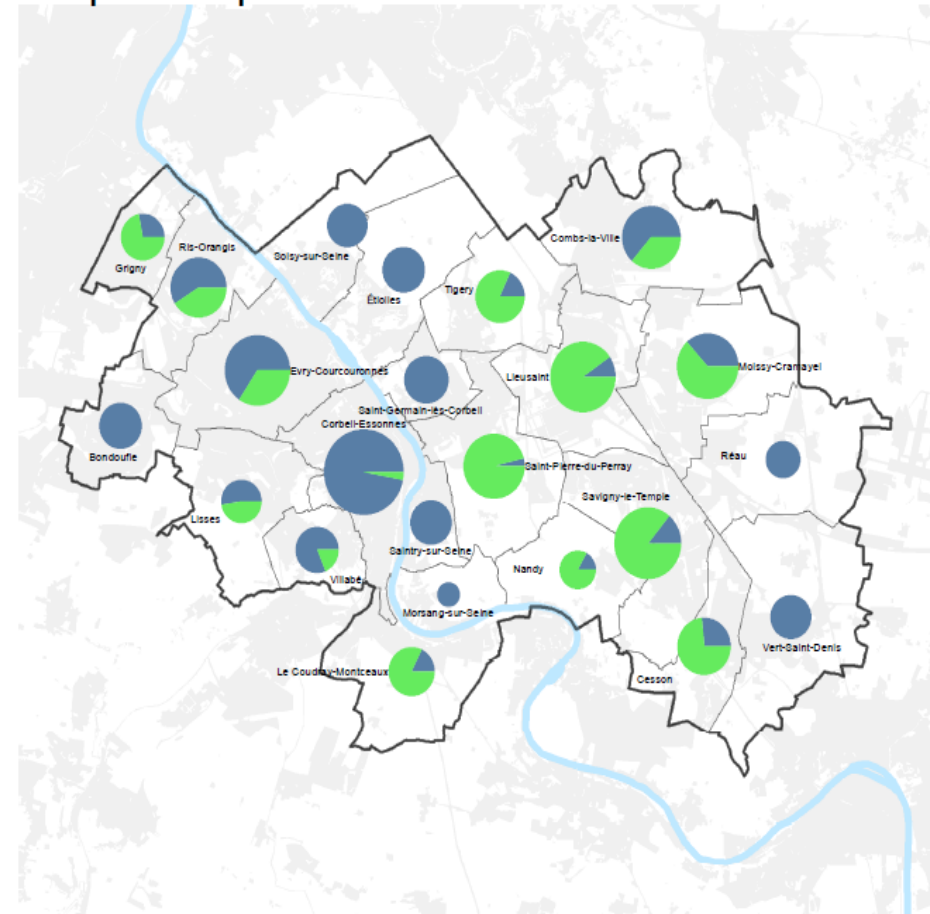 Combs-la-Ville
Ris-Orangis
Soisy-sur-Seine
Grigny
Étiolles
Tigery
Evry-Courcouronnes
Moissy-Cramayel
Lieusaint
Saint-Germain-lès-Corbeil
Corbeil-Essonnes
Bondoufle
Réau
Saint-Pierre-du-Perray
Savigny-le-Temple
Lisses
Saintry-sur-Seine
Nandy
Villabé
Morsang-sur-Seine
Vert-Saint-Denis
Le Coudray-Montceaux
Cesson